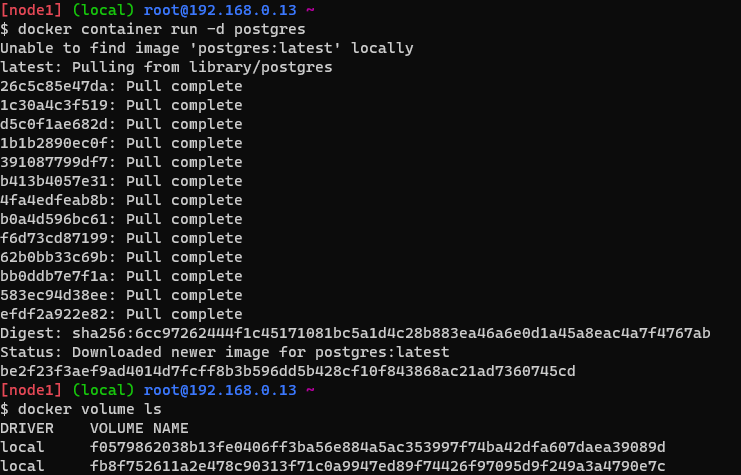 [node1] (local) root@192.168.0.13 ~
$ docker container run -d postgres
Unable to find image 'postgres:latest' locally
latest: Pulling from library/postgres
26c5c85e47da: Pull complete
1c30a4c3f519: Pull complete
d5c0f1ae682d: Pull complete
1b1b2890ec0f: Pull complete
391087799df7: Pull complete
b413b4057e31: Pull complete
4fa4edfeab8b: Pull complete
b0a4d596bc61: Pull complete
f6d73cd87199: Pull complete
62b0bb33c69b: Pull complete
bb0ddb7e7f1a: Pull complete
583ec94d38ee: Pull complete
efdf2a922e82: Pull complete
Digest: sha256:6cc97262444f1c45171081bc5a1d4c28b883ea46a6e0d1a45a8eac4a7f4767ab
Status: Downloaded newer image for postgres:latest
be2f23f3aef9ad4014d7fcff8b3b596dd5b428cf10f843868ac21ad7360745cd
[node1] (local) root@192.168.0.13 ~
$ docker volume ls
DRIVER    VOLUME NAME
local     f0579862038b13fe0406ff3ba56e884a5ac353997f74ba42dfa607daea39089d
local     fb8f752611a2e478c90313f71c0a9947ed89f74426f97095d9f249a3a4790e7c